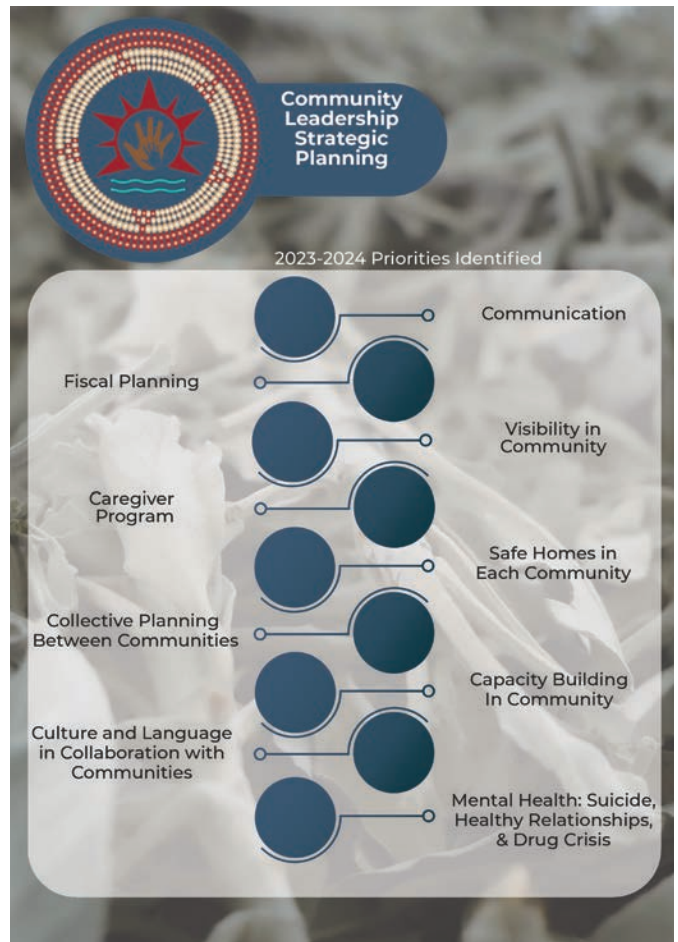 Community
Leadership
Strategic
Planning
2023-2024 Priorities Identified
Communication
Fiscal Planning
Visibility in
Community
Caregiver
Program
Safe Homes in
Each Community
Collective Planning
Between Communities
Capacity Building
In Community
Culture and Language
in Collaboration with
Communities
Mental Health: Suicide,
Healthy Relationships,
& Drug Crisis